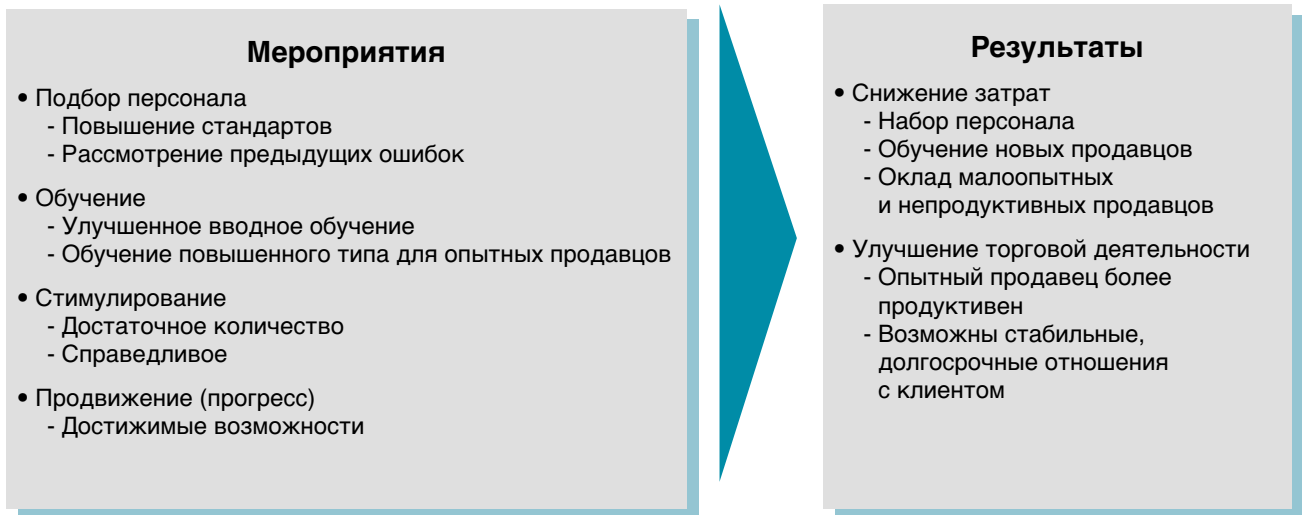 Мероприятия
• Подбор персонала
- Повышение стандартов
- Рассмотрение предыдущих ошибок
• Обучение
- Улучшенное вводное обучение
- Обучение повышенного типа для опытных продавцов
• Стимулирование
- Достаточное количество
- Справедливое
• Продвижение (прогресс)
- Достижимые возможности
Результаты
• Снижение затрат
- Набор персонала
- Обучение новых продавцов
- Оклад малоопытных
и непродуктивных продавцов
• Улучшение торговой деятельности
- Опытный продавец более
продуктивен
- Возможны стабильные,
долгосрочные отношения
с клиентом